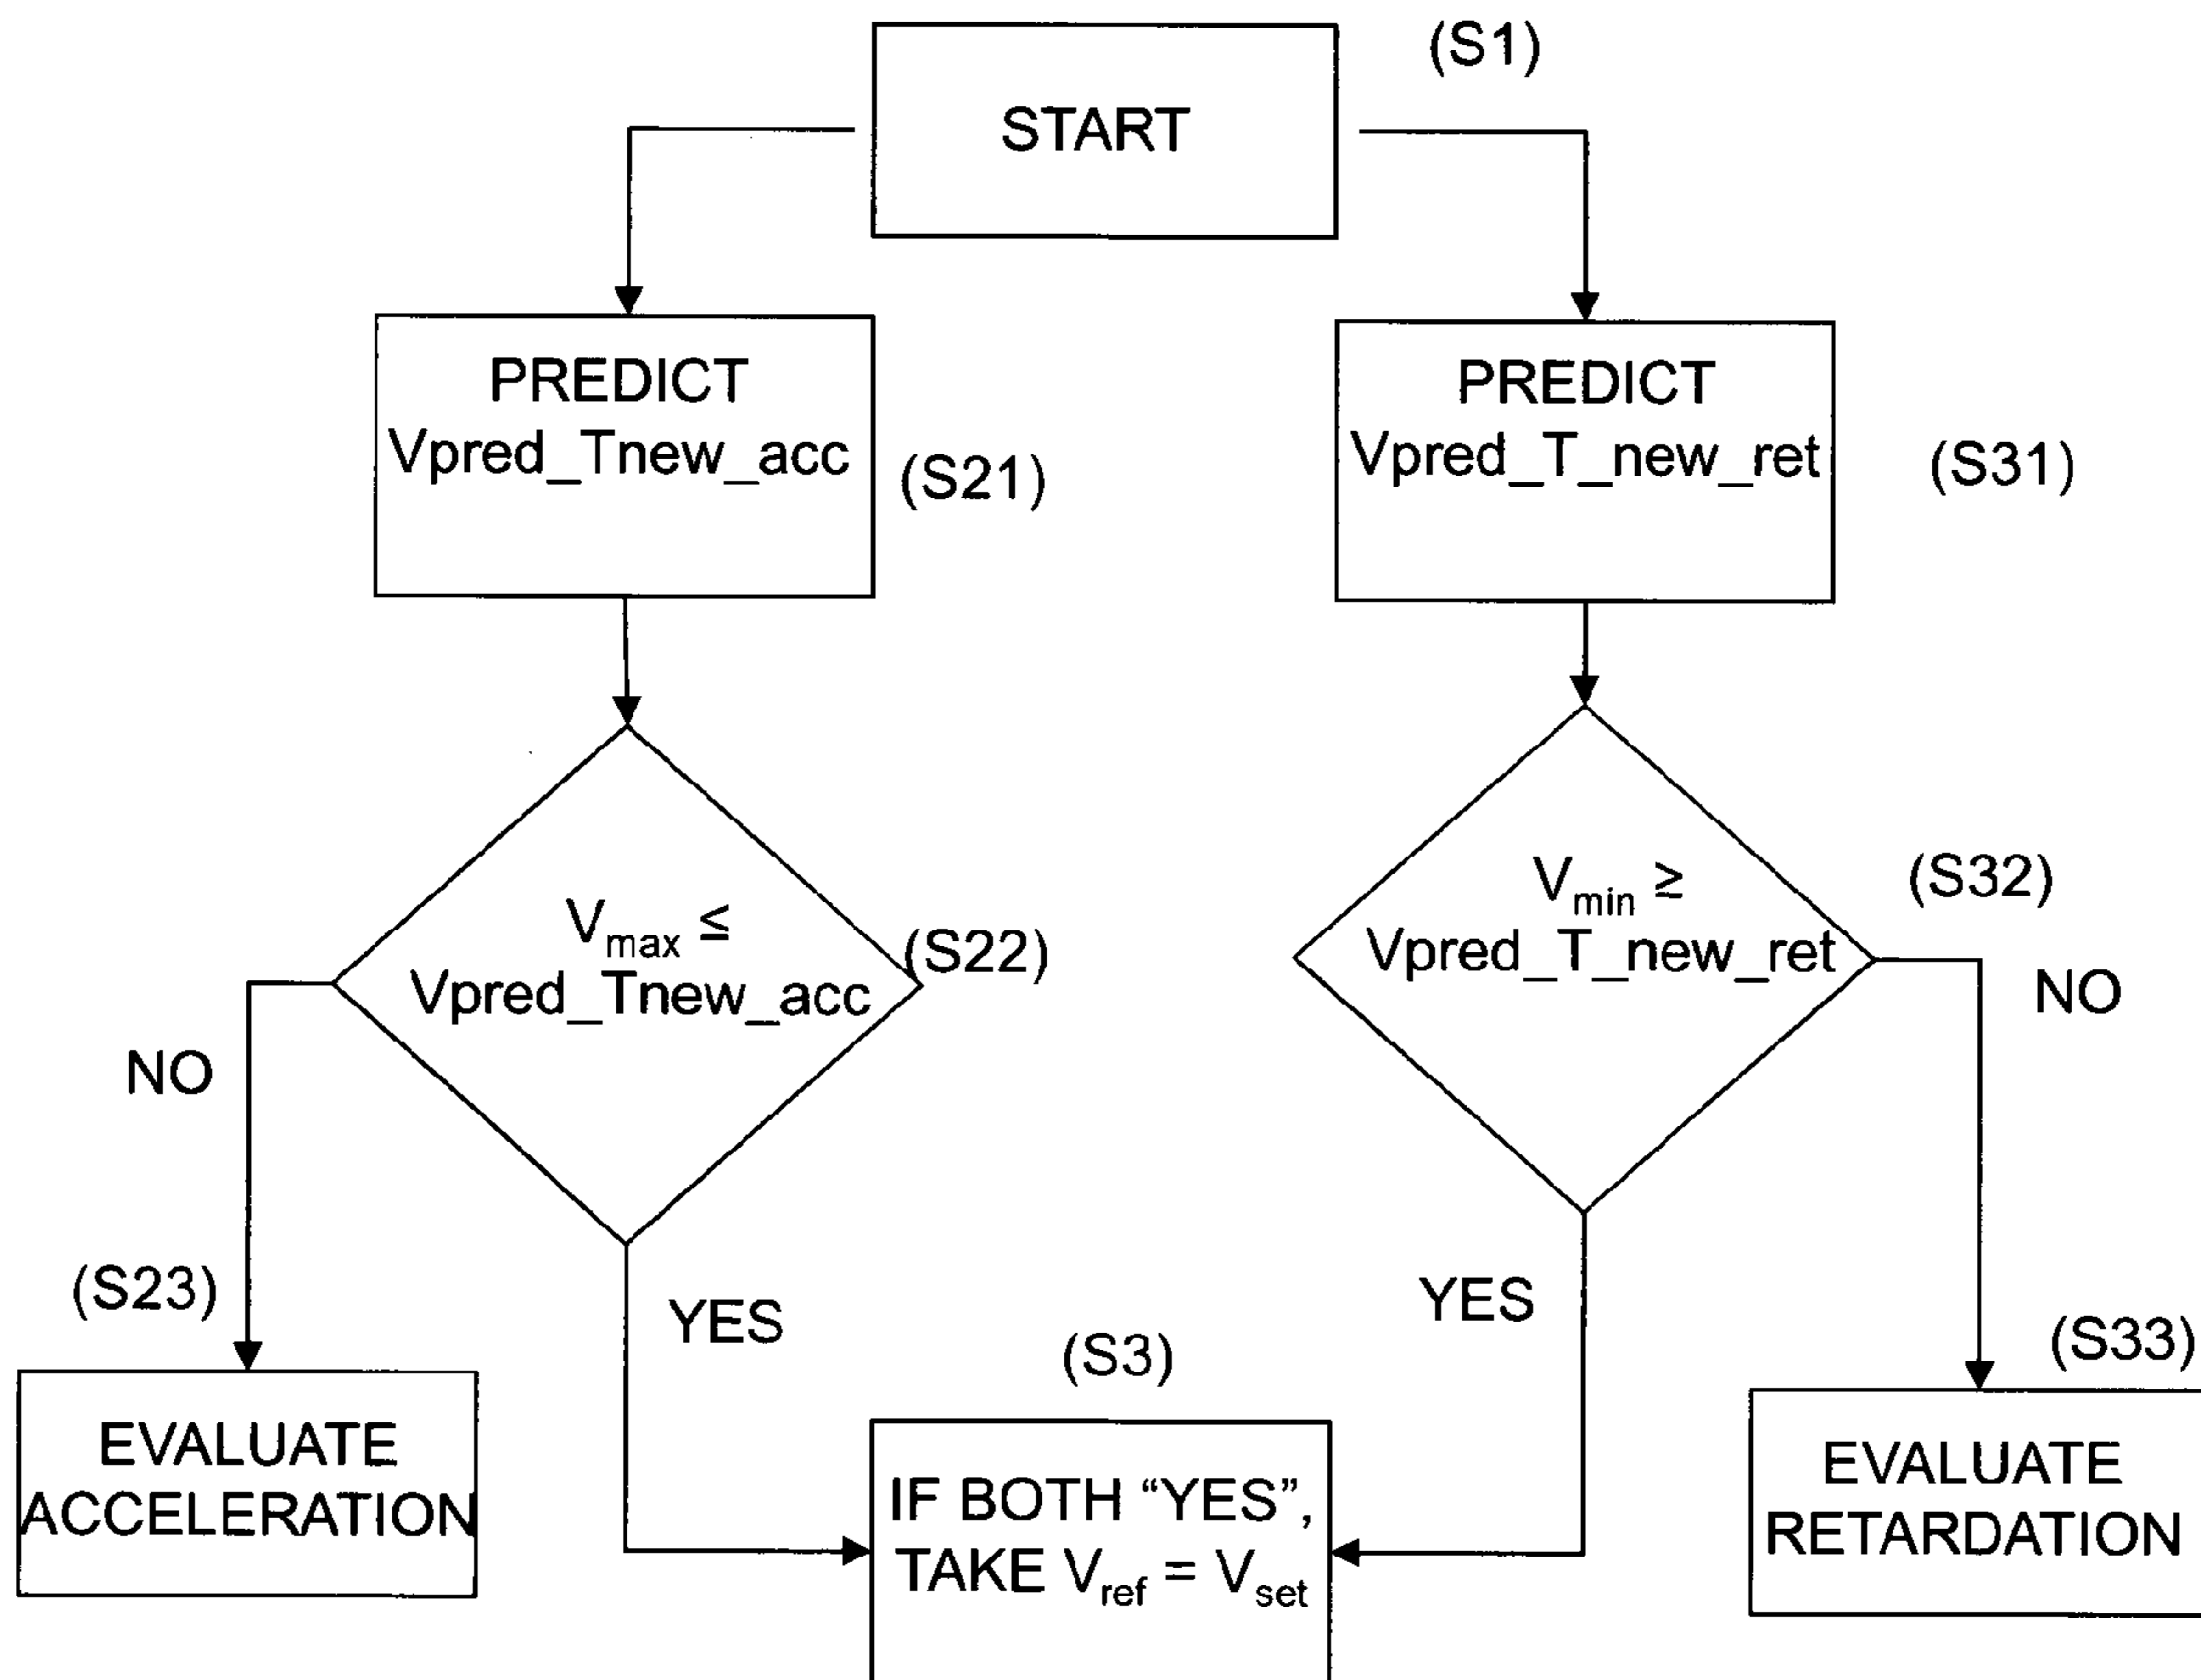 (S1)
START
PREDICT
Vpred_Tnew_acc
(S21)
PREDICT
Vpred_T_new_ret
(S31)
Vmax ≤
Vpred_Tnew_acc
(S22)
Vmin ≥
Vpred_T_new_ret
(S32)
NO
NO
(S23)
YES
YES
(S3)
(S33)
EVALUATE
ACCELERATION
IF BOTH “YES”,
TAKE Vref = Vset
EVALUATE
RETARDATION